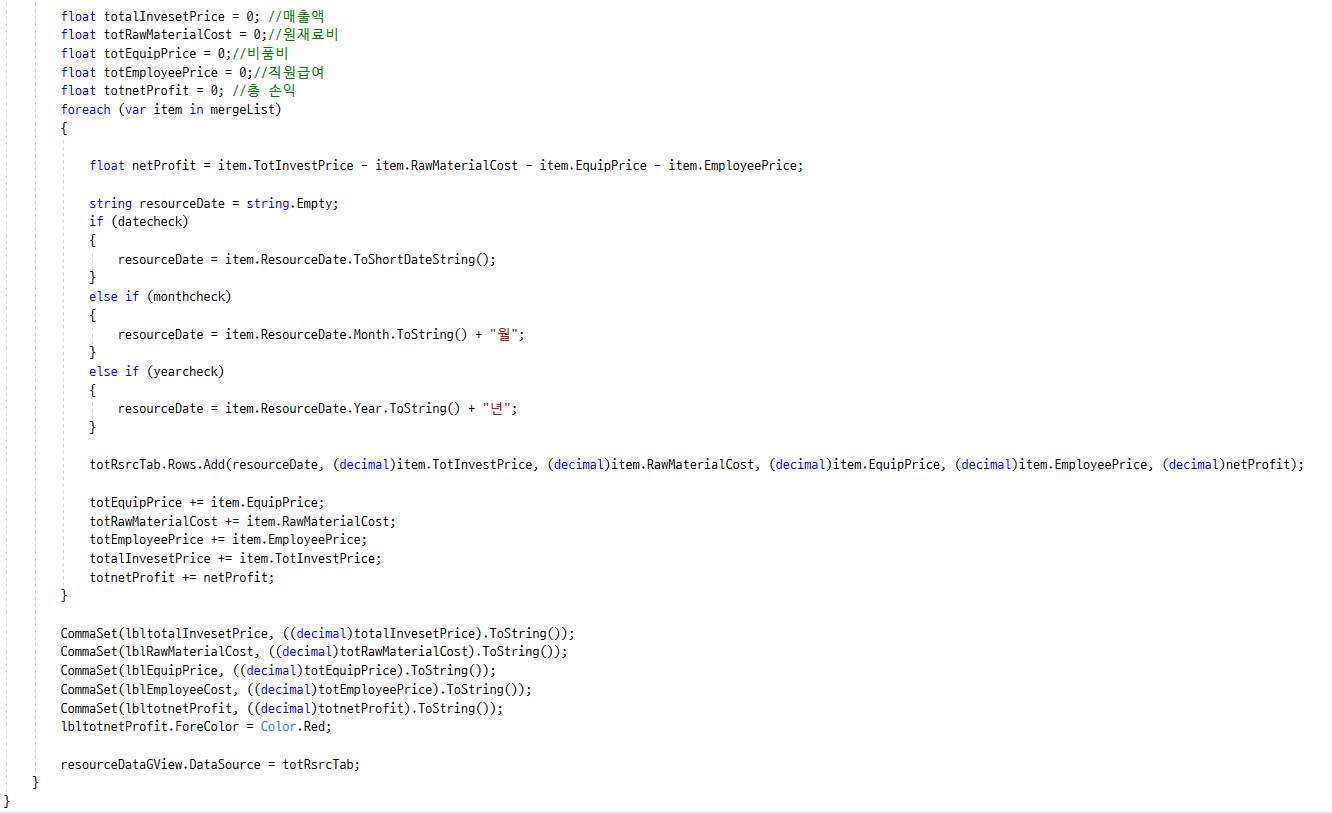 float totalInvesetPrice = 0; //매출액
float totRawMaterialCost = 0;//원재료비
float totEquipPrice = 0;//비품비
float totEmployeePrice = 0;//직원급여
float totnetProfit = 0; //총 손익
foreach (var item in mergeList)
{
float netProfit = item.TotInvestPrice - item.RawMaterialCost - item.EquipPrice - item.EmployeePrice;
string resourceDate = string.Empty;
if (datecheck)
{
resourceDate = item.ResourceDate.ToShortDateString();
}
else if (monthcheck)
{
resourceDate = item.ResourceDate.Month.ToString() + "월";
}
else if (yearcheck)
{
resourceDate = item.ResourceDate.Year.ToString() + "년";
}
totRsrcTab.Rows.Add(resourceDate, (decimal)item.TotInvestPrice, (decimal)item.RawMaterialCost, (decimal)item.EquipPrice, (decimal)item.EmployeePrice, (decimal)netProfit);
totEquipPrice += item.EquipPrice;
totRawMaterialCost += item.RawMaterialCost;
totEmployeePrice += item.EmployeePrice;
totalInvesetPrice += item.TotInvestPrice;
totnetProfit += netProfit;
}
CommaSet(lbltotalInvesetPrice, ((decimal)totalInvesetPrice).ToString());
CommaSet(lblRawMaterialCost, ((decimal)totRawMaterialCost).ToString());
CommaSet(lblEquipPrice, ((decimal)totEquipPrice).ToString());
CommaSet(lblEmployeeCost, ((decimal)totEmployeePrice).ToString());
CommaSet(lbltotnetProfit, ((decimal)totnetProfit).ToString());
lbltotnetProfit.ForeColor = Color.Red;
resourceDataGView.DataSource = totRsrcTab;
}
}